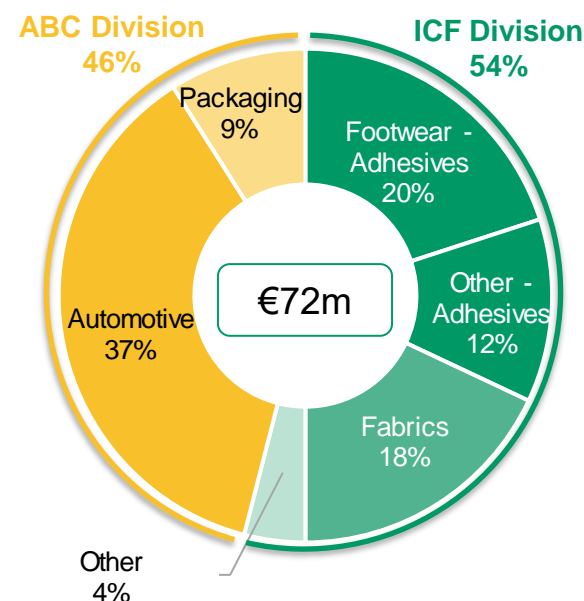 ABC Division
46%
ICF Division
54%
Packaging
9%
Footwear -
Adhesives
20%
Other -
Adhesives
12%
€72m
Automotive
37%
Fabrics
18%
Other
4%